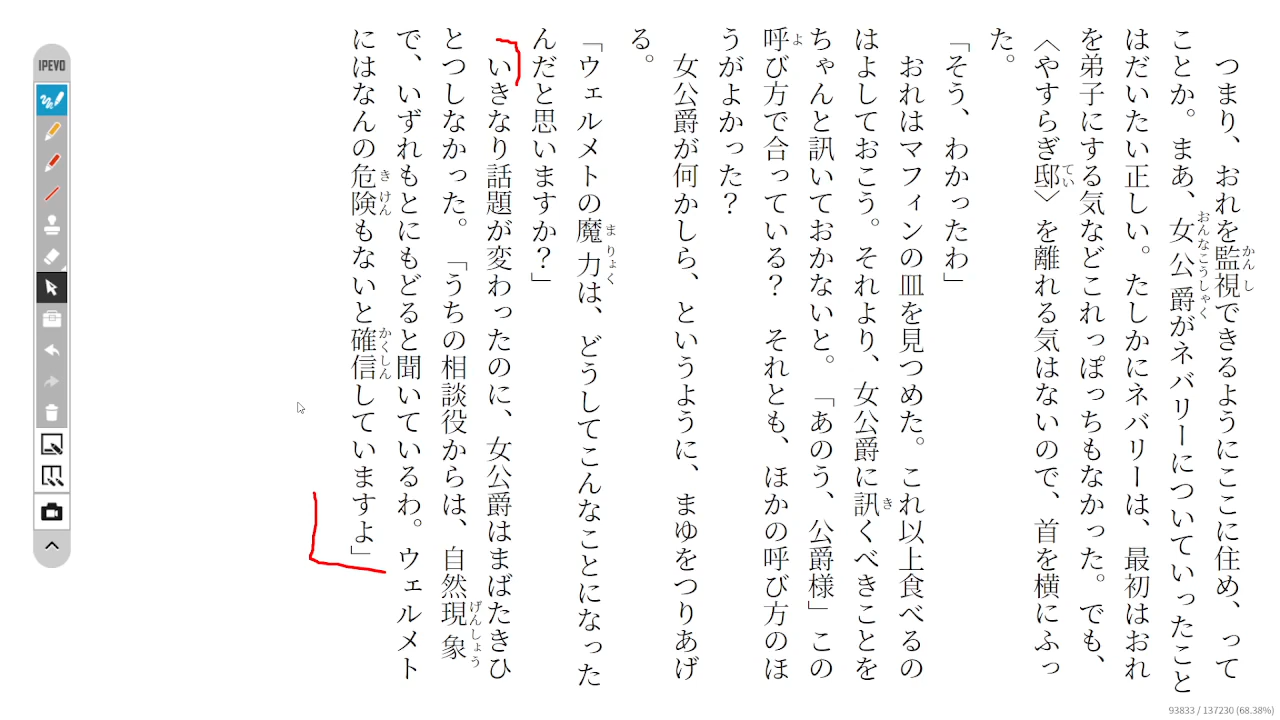 つまり、おれを監視できるようにここに住め、って
ことか。まあ、女公爵がネバリーについていったこと
はだいたい正しい。たしかにネバリーは、最初はおれ
を弟子にする気などこれっぽっちもなかった。でも、
〈やすらぎ邸〉を離れる気はないので、首を横にふっ
た。
「そう、わかったわ」
おれはマフィンの皿を見つめた。これ以上食べるの
はよしておこう。それより、女公爵に訊くべきことを
ちゃんと訊いておかないと。「あのう、公爵様」この
呼び方で合っている？　それとも、ほかの呼び方のほ
うがよかった？
女公爵が何かしら、というように、まゆをつりあげ
る。
「ウェルメトの魔力は、どうしてこんなことになった
んだと思いますか？」
いきなり話題が変わったのに、女公爵はまばたきひ
とつしなかった。「うちの相談役からは、自然現象
で、いずれもとにもどると聞いているわ。ウェルメト
にはなんの危険もないと確信していますよ」
IPEVO
93833 / 137230 (68.38%)